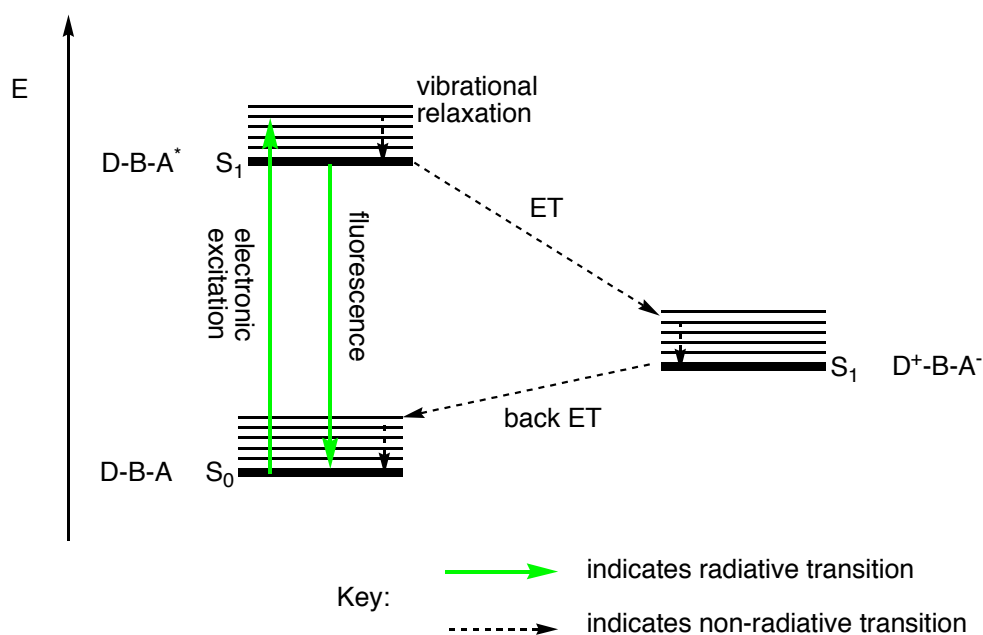 E
vibrational
relaxation
D-B-A* S₁
ET
electronic
excitation
fluorescence
S₁ D⁺-B-A⁻
back ET
D-B-A S₀
indicates radiative transition
Key:
indicates non-radiative transition